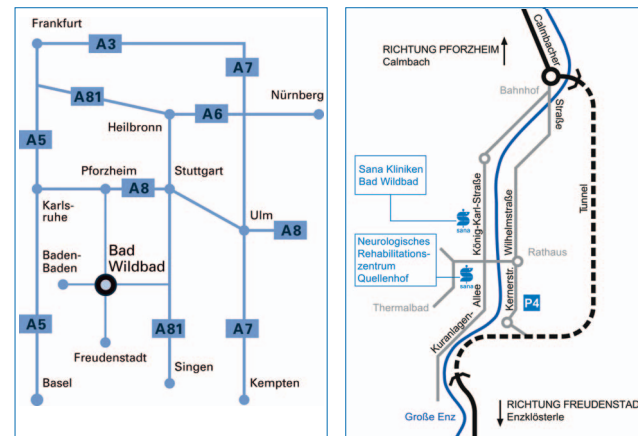 Frankfurt
A3
A7
A81
Nürnberg
A6
Heilbronn
A5
Pforzheim
Stuttgart
A8
Karls-
ruhe
Ulm
A8
Bad
Wildbad
Baden-
Baden
A5
A81
A7
Freudenstadt
Singen
Basel
Kempten
RICHTUNG PFORZHEIM
Calmbach
Calmbacher
Straße
Bahnhof
Sana Kliniken
Bad Wildbad
sana
König-Karl-Straße
Wilhelmstraße
Tunnel
Neurologisches
Rehabilitations-
zentrum
Quellenhof
sana
Rathaus
Thermalbad
Kuranlagen-
Allee
Kernerstr.
P4
Große Enz
RICHTUNG FREUDENSTAD
Enzklösterle